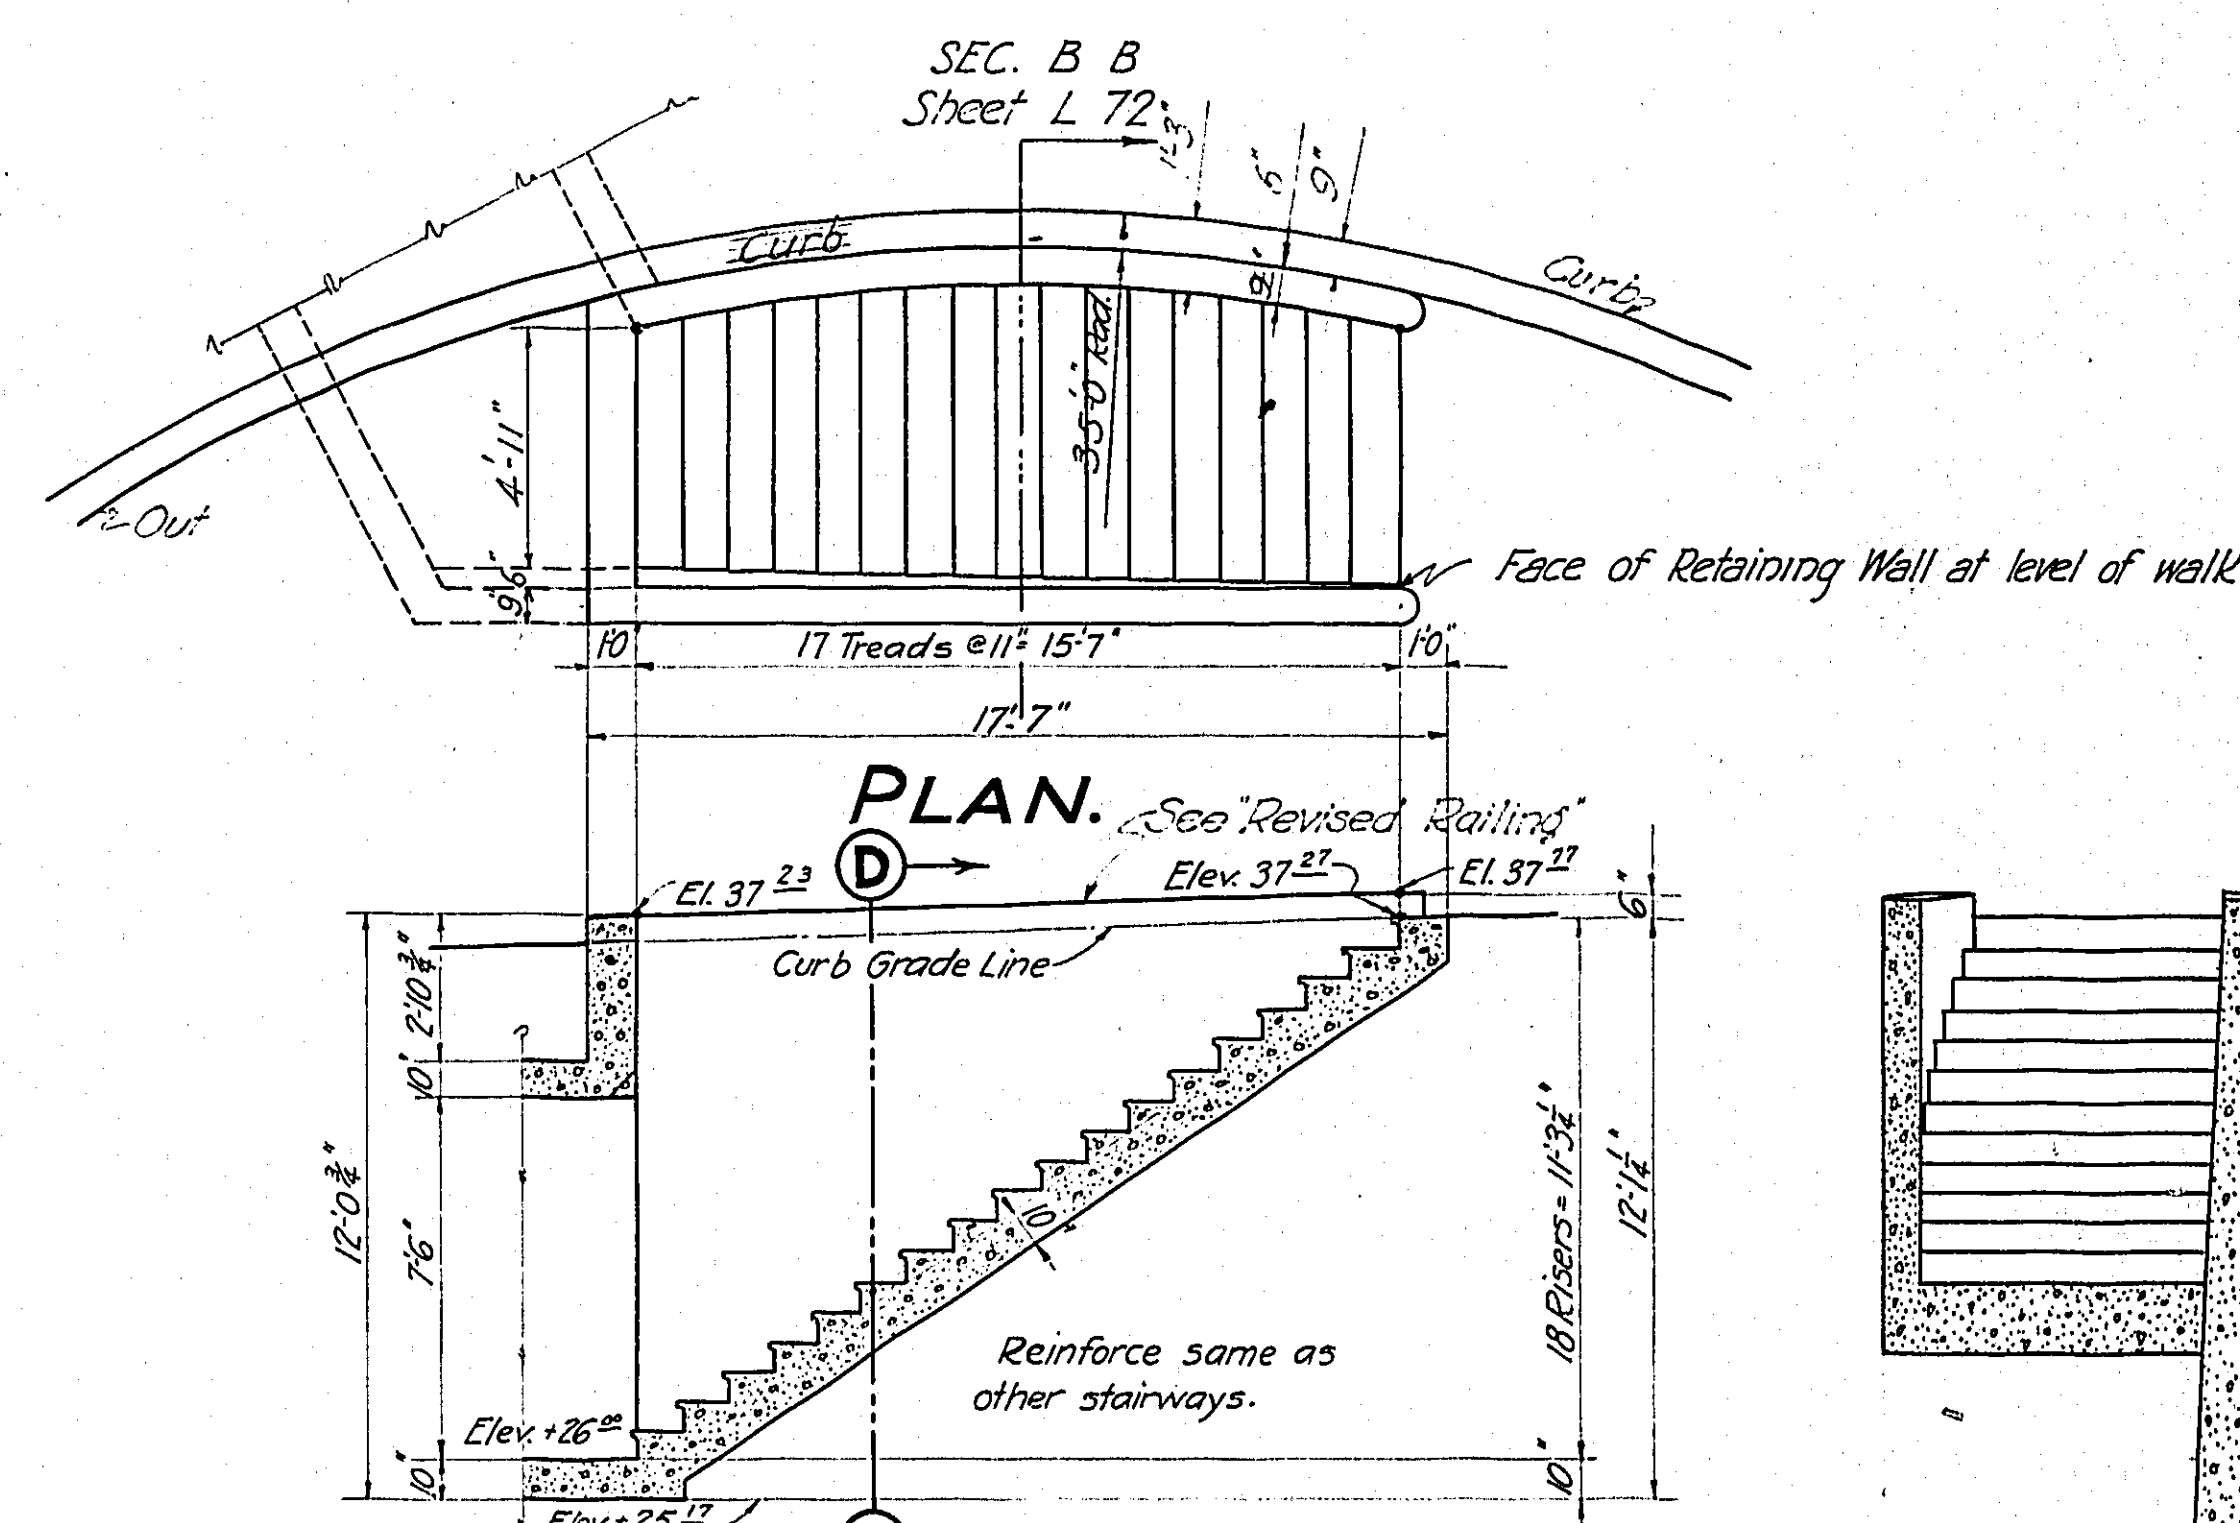 SEC. B B
Sheet L 72
1'-3"
6"
9"
Curb
Curb
35'-0" Rad.
4'-11"
Out
9"
6"
Face of Retaining Wall at level of walk
1'-0
17 Treads @ 11" = 15'-7"
1'-0"
17'-7"
PLAN.
See "Revised Railing"
D
El. 37 23
Elev. 37 27
El. 37 77
6"
Curb Grade Line
2'-10 3/4"
10"
12'-0 3/4"
7'-6"
10"
18 Risers = 11'-3 1/4"
12'-1 1/4"
Reinforce same as
other stairways.
Elev. +26 00
10"
10"
Elev. + 25 17